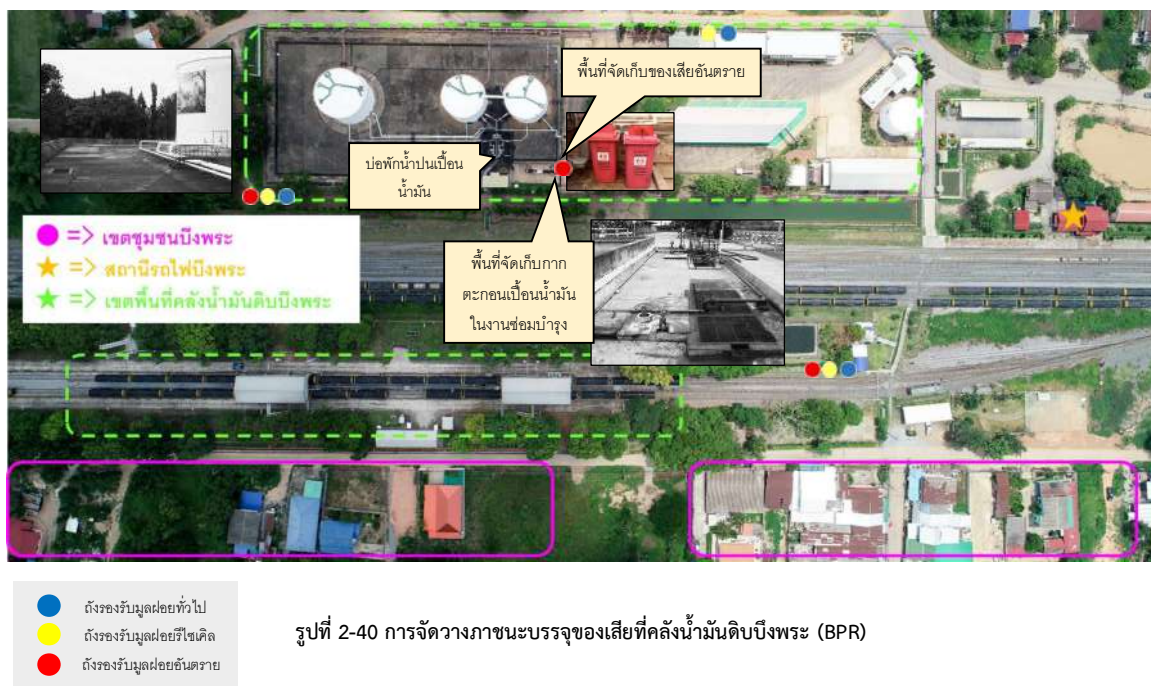 พื้นที่จัดเก็บของเสียอันตราย
บ่อพักน้ำปนเปื้อน
น้ำมัน
พื้นที่จัดเก็บกาก
ตะกอนเปื้อนน้ำมัน
ในงานซ่อมบำรุง
=> เขตชุมชนบึงพระ
=> สถานีรถไฟบึงพระ
=> เขตพื้นที่คลังน้ำมันดิบบึงพระ
ถังรองรับมูลฝอยทั่วไป
ถังรองรับมูลฝอยรีไซเคิล
ถังรองรับมูลฝอยอันตราย
รูปที่ 2-40 การจัดวางภาชนะบรรจุของเสียที่คลังน้ำมันดิบบึงพระ (BPR)